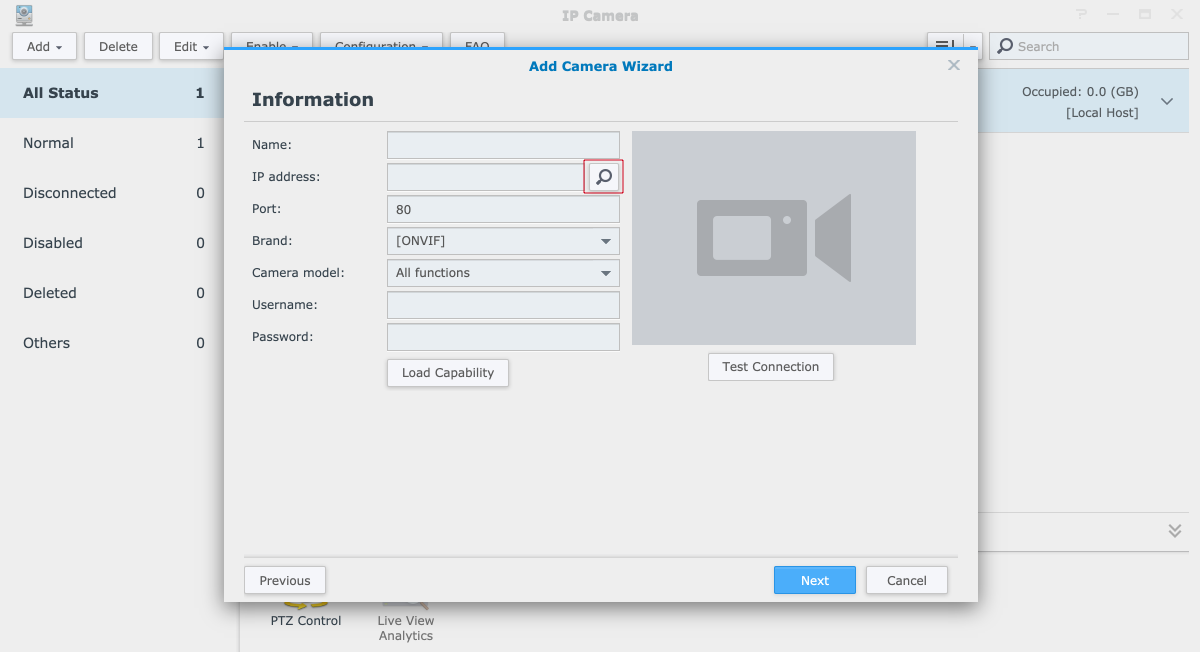 IP Camera
Add Delete Edit Enable Configuration FAQ Search
Add Camera Wizard
All Status 1
Normal 1
Disconnected 0
Disabled 0
Deleted 0
Others 0
Occupied: 0.0 (GB)
[Local Host]
Information
Name:
IP address:
Port: 80
Brand: [ONVIF]
Camera model: All functions
Username:
Password:
Load Capability
Test Connection
Previous Next Cancel
PTZ Control
Live View
Analytics